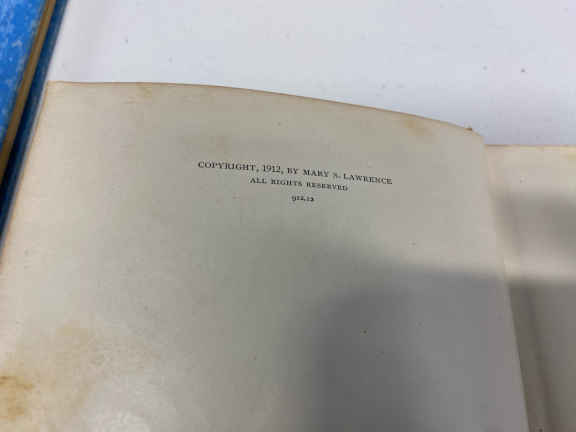 COPYRIGHT, 1912, BY MARY S. LAWRENCE
ALL RIGHTS RESERVED
912.12